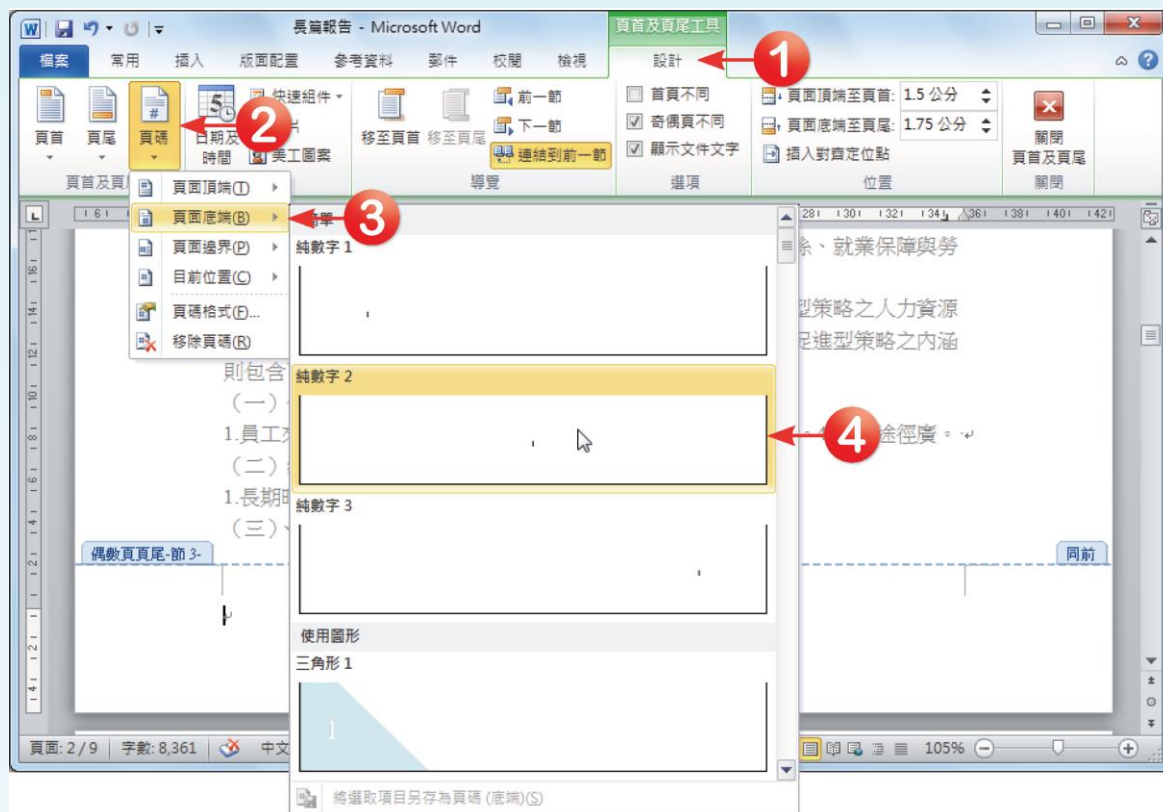 長篇報告 - Microsoft Word
頁首及頁尾工具
檔案 常用 插入 版面配置 參考資料 郵件 校閱 檢視 設計
1
頁首 頁尾 頁碼 日期及時間
2
快速組件
美工圖案
移至頁首 移至頁尾
前一節
下一節
連結到前一節
首頁不同
奇偶頁不同
顯示文件文字
頁面頂端至頁首: 1.5 公分
頁面底端至頁尾: 1.75 公分
插入對齊定位點
關閉
頁首及頁尾
導覽 選項 位置 關閉
頁面頂端(T)
頁面底端(B)
3
頁面邊界(P)
目前位置(C)
頁碼格式(F)...
移除頁碼(R)
純數字 1
純數字 2
4
純數字 3
使用圖形
三角形 1
1
將選取項目另存為頁碼 (底端)(S)
、就業保障與勞
型策略之人力資源
足進型策略之內涵
則包含
(一)
1.員工
途徑廣。
(二)
1.長期
(三)、
偶數頁頁尾-節 3-
同前
頁面: 2 / 9 字數: 8,361 中文
105%